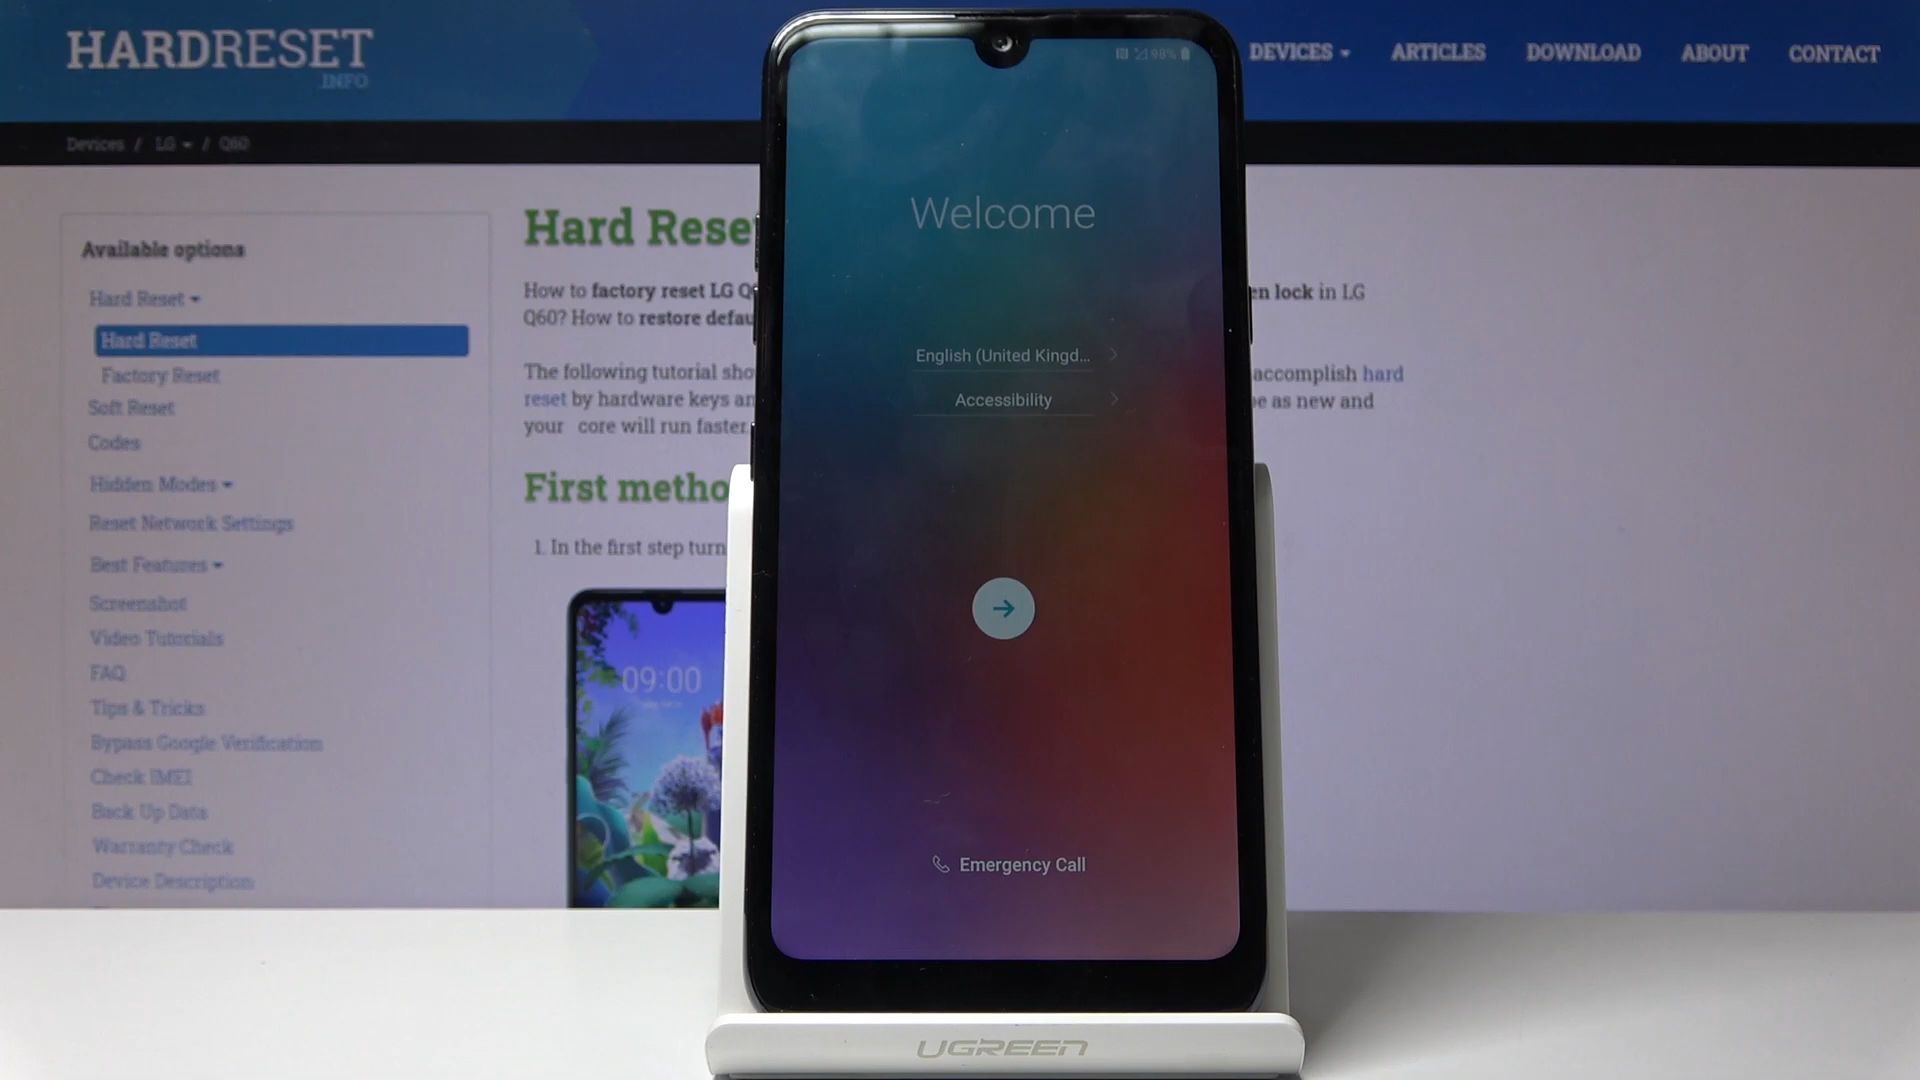 HARDRESET
.INFO
DEVICES
ARTICLES
DOWNLOAD
ABOUT
CONTACT
Devices / LG / Q60
Available options
Hard Reset
Hard Reset
Factory Reset
Soft Reset
Codes
Hidden Modes
Reset Network Settings
Best Features
Screenshot
Video Tutorials
FAQ
Tips & Tricks
Bypass Google Verification
Check IMEI
Back Up Data
Warranty Check
Device Description
Hard Rese
How to factory reset LG Q
en lock in LG
Q60? How to restore defau
The following tutorial sho
accomplish hard
reset by hardware keys an
be as new and
your core will run faster.
First metho
1. In the first step turn
09:00
98%
Welcome
English (United Kingd...
Accessibility
Emergency Call
UGREEN